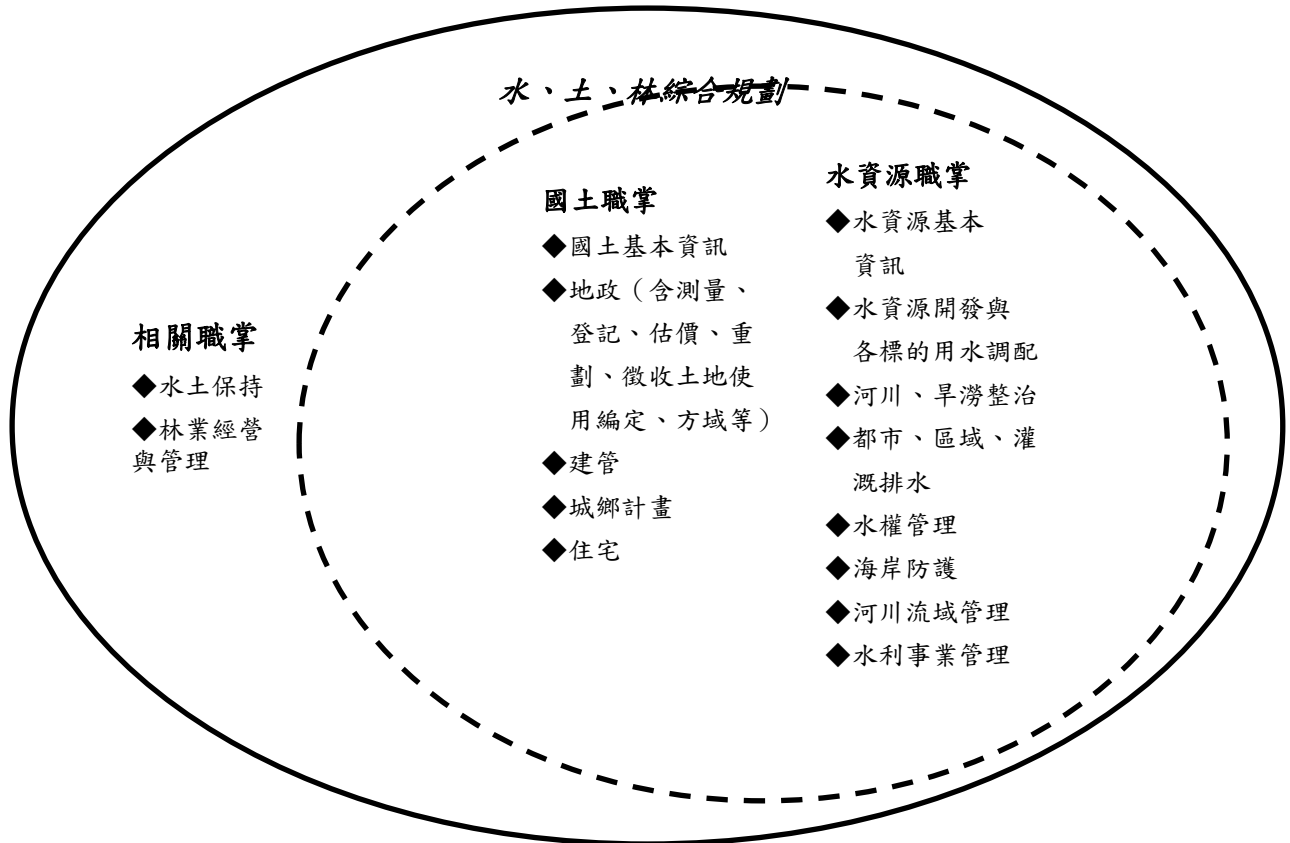 水、土、林綜合規劃
相關職掌
◆水土保持
◆林業經營
與管理
國土職掌
◆國土基本資訊
◆地政（含測量、
登記、估價、重
劃、徵收土地使
用編定、方域等）
◆建管
◆城鄉計畫
◆住宅
水資源職掌
◆水資源基本
資訊
◆水資源開發與
各標的用水調配
◆河川、旱澇整治
◆都市、區域、灌
溉排水
◆水權管理
◆海岸防護
◆河川流域管理
◆水利事業管理